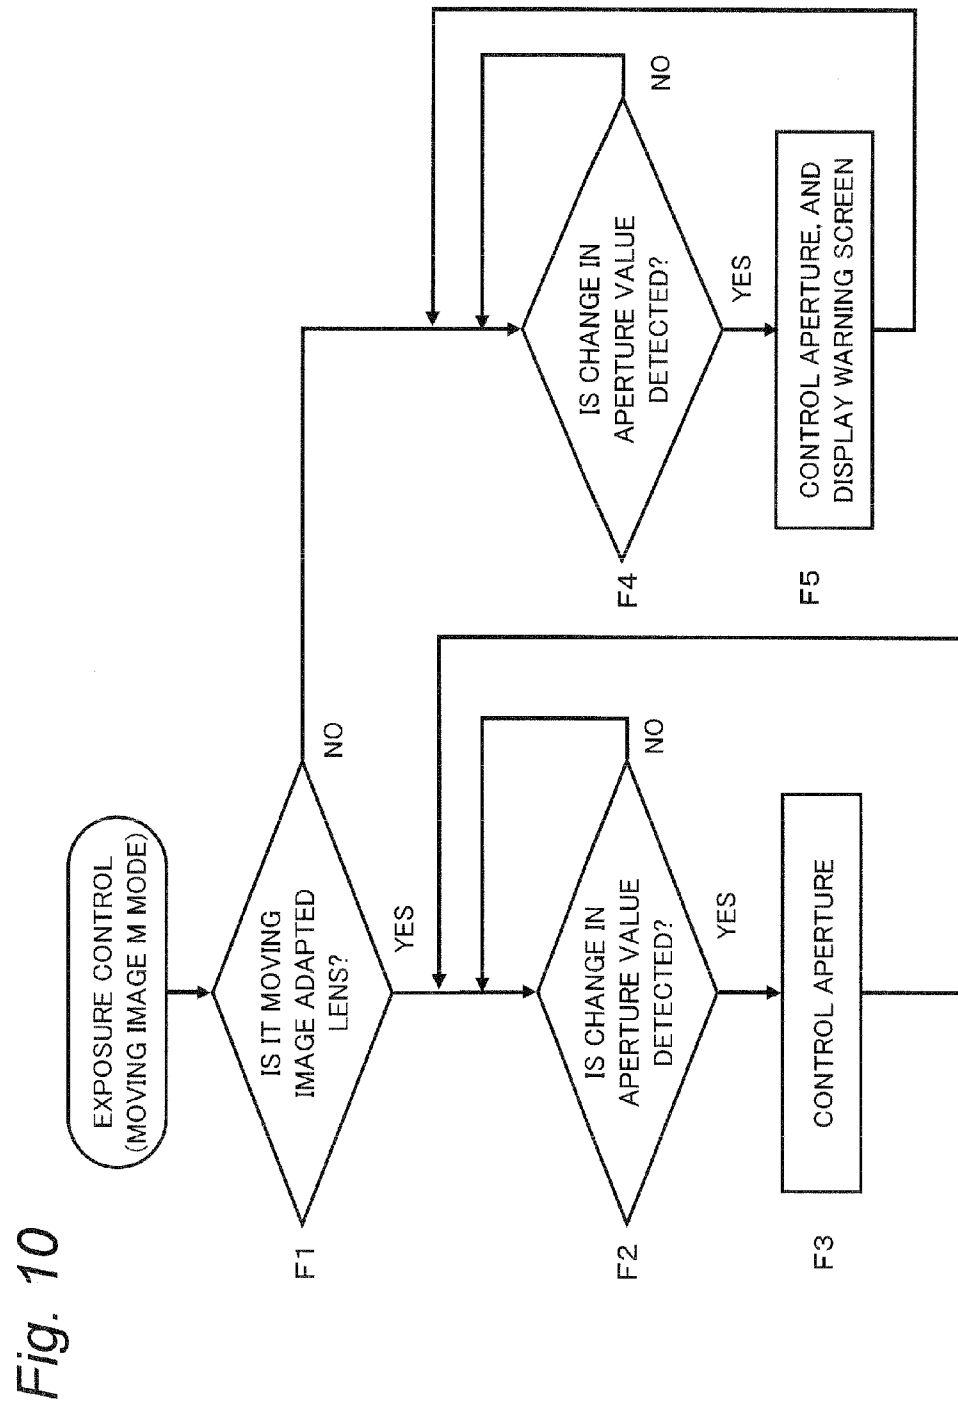 Fig. 10
EXPOSURE CONTROL
(MOVING IMAGE M MODE)
F1
IS IT MOVING
IMAGE ADAPTED
LENS?
NO
YES
F2
IS CHANGE IN
APERTURE VALUE
DETECTED?
NO
YES
F3
CONTROL APERTURE
F4
IS CHANGE IN
APERTURE VALUE
DETECTED?
NO
YES
F5
CONTROL APERTURE, AND
DISPLAY WARNING SCREEN